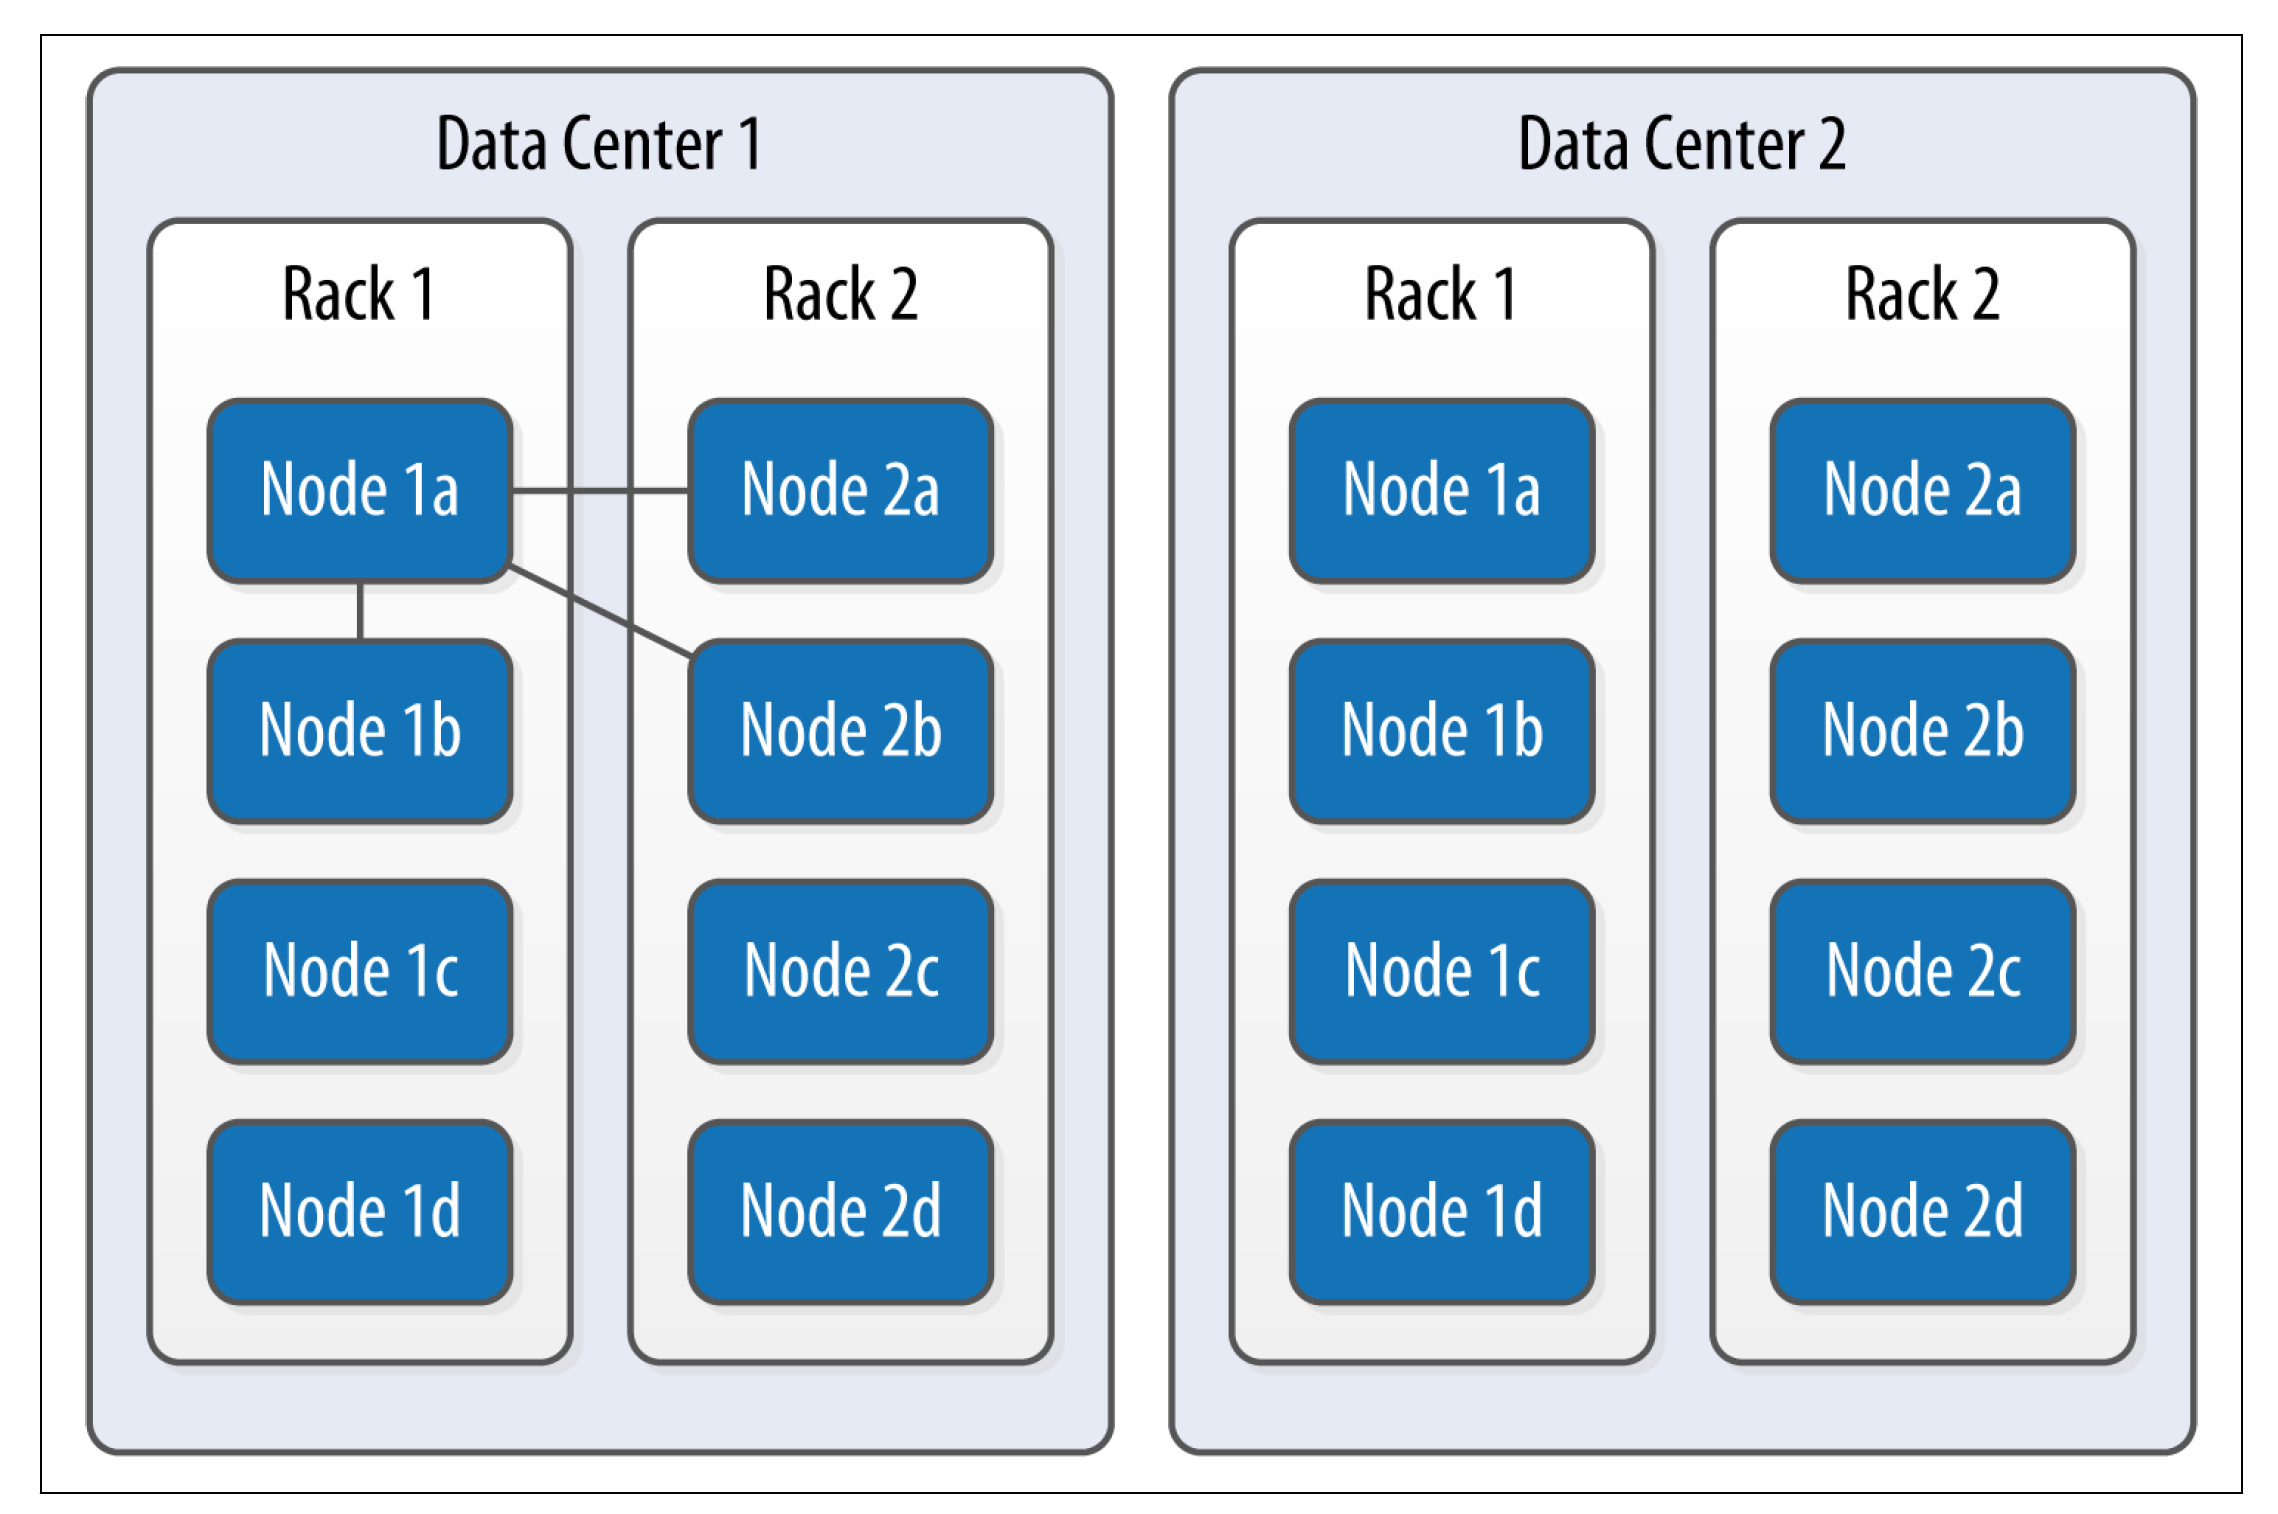 Data Center 1
Rack 1
Node 1a
Node 1b
Node 1c
Node 1d
Rack 2
Node 2a
Node 2b
Node 2c
Node 2d
Data Center 2
Rack 1
Node 1a
Node 1b
Node 1c
Node 1d
Rack 2
Node 2a
Node 2b
Node 2c
Node 2d